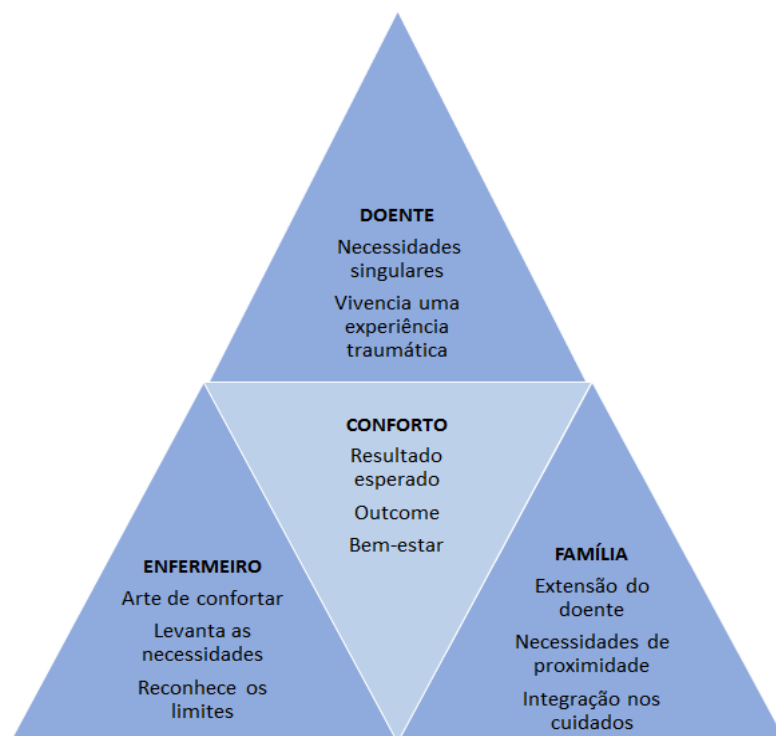 DOENTE
Necessidades
singulares
Vivencia uma
experiência
traumática
CONFORTO
Resultado
esperado
Outcome
Bem-estar
ENFERMEIRO
Arte de confortar
Levanta as
necessidades
Reconhece os
limites
FAMÍLIA
Extensão do
doente
Necessidades de
proximidade
Integração nos
cuidados